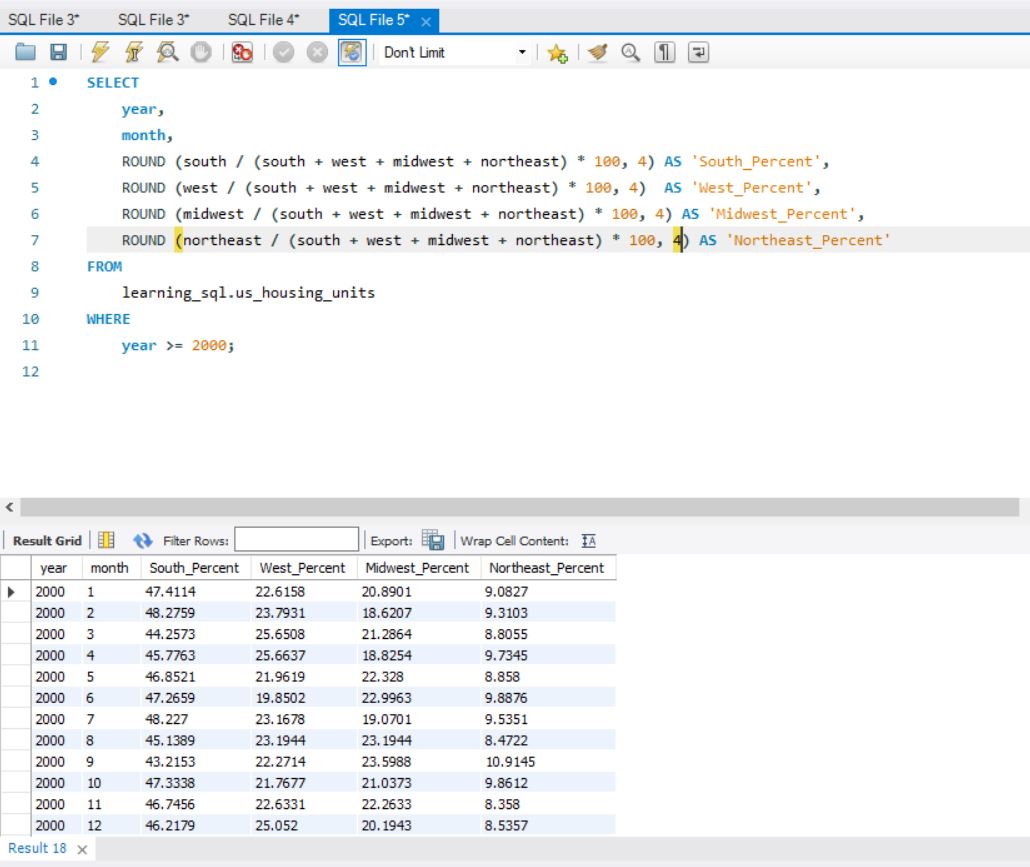 SQL File 3* SQL File 3* SQL File 4* SQL File 5*
Don't Limit
1 SELECT
2 year,
3 month,
4 ROUND (south / (south + west + midwest + northeast) * 100, 4) AS 'South_Percent',
5 ROUND (west / (south + west + midwest + northeast) * 100, 4)  AS 'West_Percent',
6 ROUND (midwest / (south + west + midwest + northeast) * 100, 4) AS 'Midwest_Percent',
7 ROUND (northeast / (south + west + midwest + northeast) * 100, 4) AS 'Northeast_Percent'
8 FROM
9 learning_sql.us_housing_units
10 WHERE
11 year >= 2000;
12
Result Grid Filter Rows: Export: Wrap Cell Content: IA
year month South_Percent West_Percent Midwest_Percent Northeast_Percent
2000 1 47.4114 22.6158 20.8901 9.0827
2000 2 48.2759 23.7931 18.6207 9.3103
2000 3 44.2573 25.6508 21.2864 8.8055
2000 4 45.7763 25.6637 18.8254 9.7345
2000 5 46.8521 21.9619 22.328 8.858
2000 6 47.2659 19.8502 22.9963 9.8876
2000 7 48.227 23.1678 19.0701 9.5351
2000 8 45.1389 23.1944 23.1944 8.4722
2000 9 43.2153 22.2714 23.5988 10.9145
2000 10 47.3338 21.7677 21.0373 9.8612
2000 11 46.7456 22.6331 22.2633 8.358
2000 12 46.2179 25.052 20.1943 8.5357
Result 18